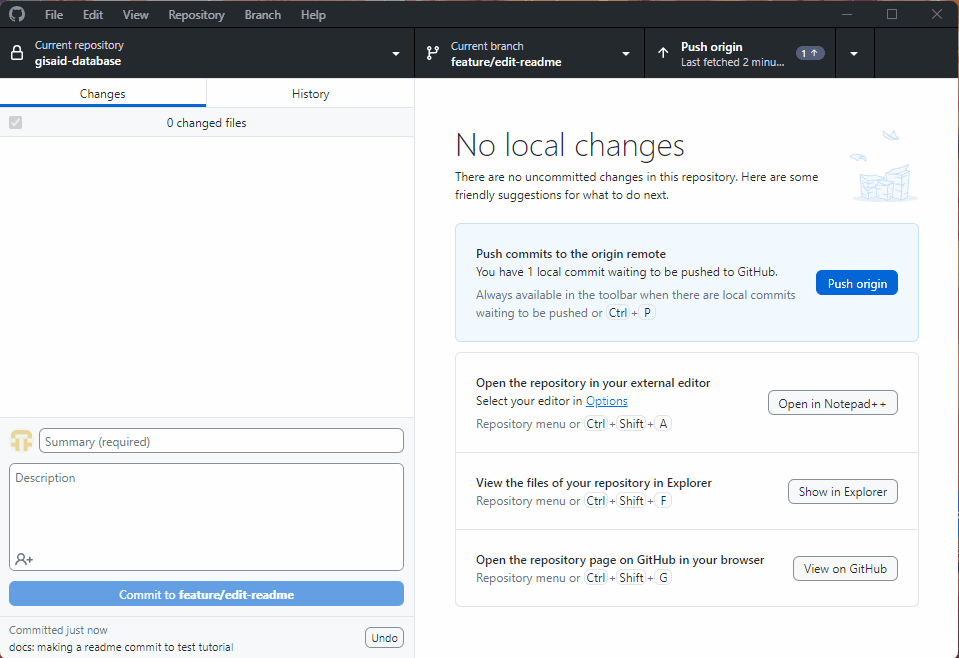 File Edit View Repository Branch Help
Current repository
gisaid-database
Current branch
feature/edit-readme
Push origin
Last fetched 2 minu...
1
Changes
History
0 changed files
No local changes
There are no uncommitted changes in this repository. Here are some
friendly suggestions for what to do next.
Push commits to the origin remote
You have 1 local commit waiting to be pushed to GitHub.
Always available in the toolbar when there are local commits
waiting to be pushed or Ctrl + P
Push origin
Open the repository in your external editor
Select your editor in Options
Repository menu or Ctrl + Shift + A
Open in Notepad++
View the files of your repository in Explorer
Repository menu or Ctrl + Shift + F
Show in Explorer
Open the repository page on GitHub in your browser
Repository menu or Ctrl + Shift + G
View on GitHub
Summary (required)
Description
Commit to feature/edit-readme
Committed just now
docs: making a readme commit to test tutorial
Undo